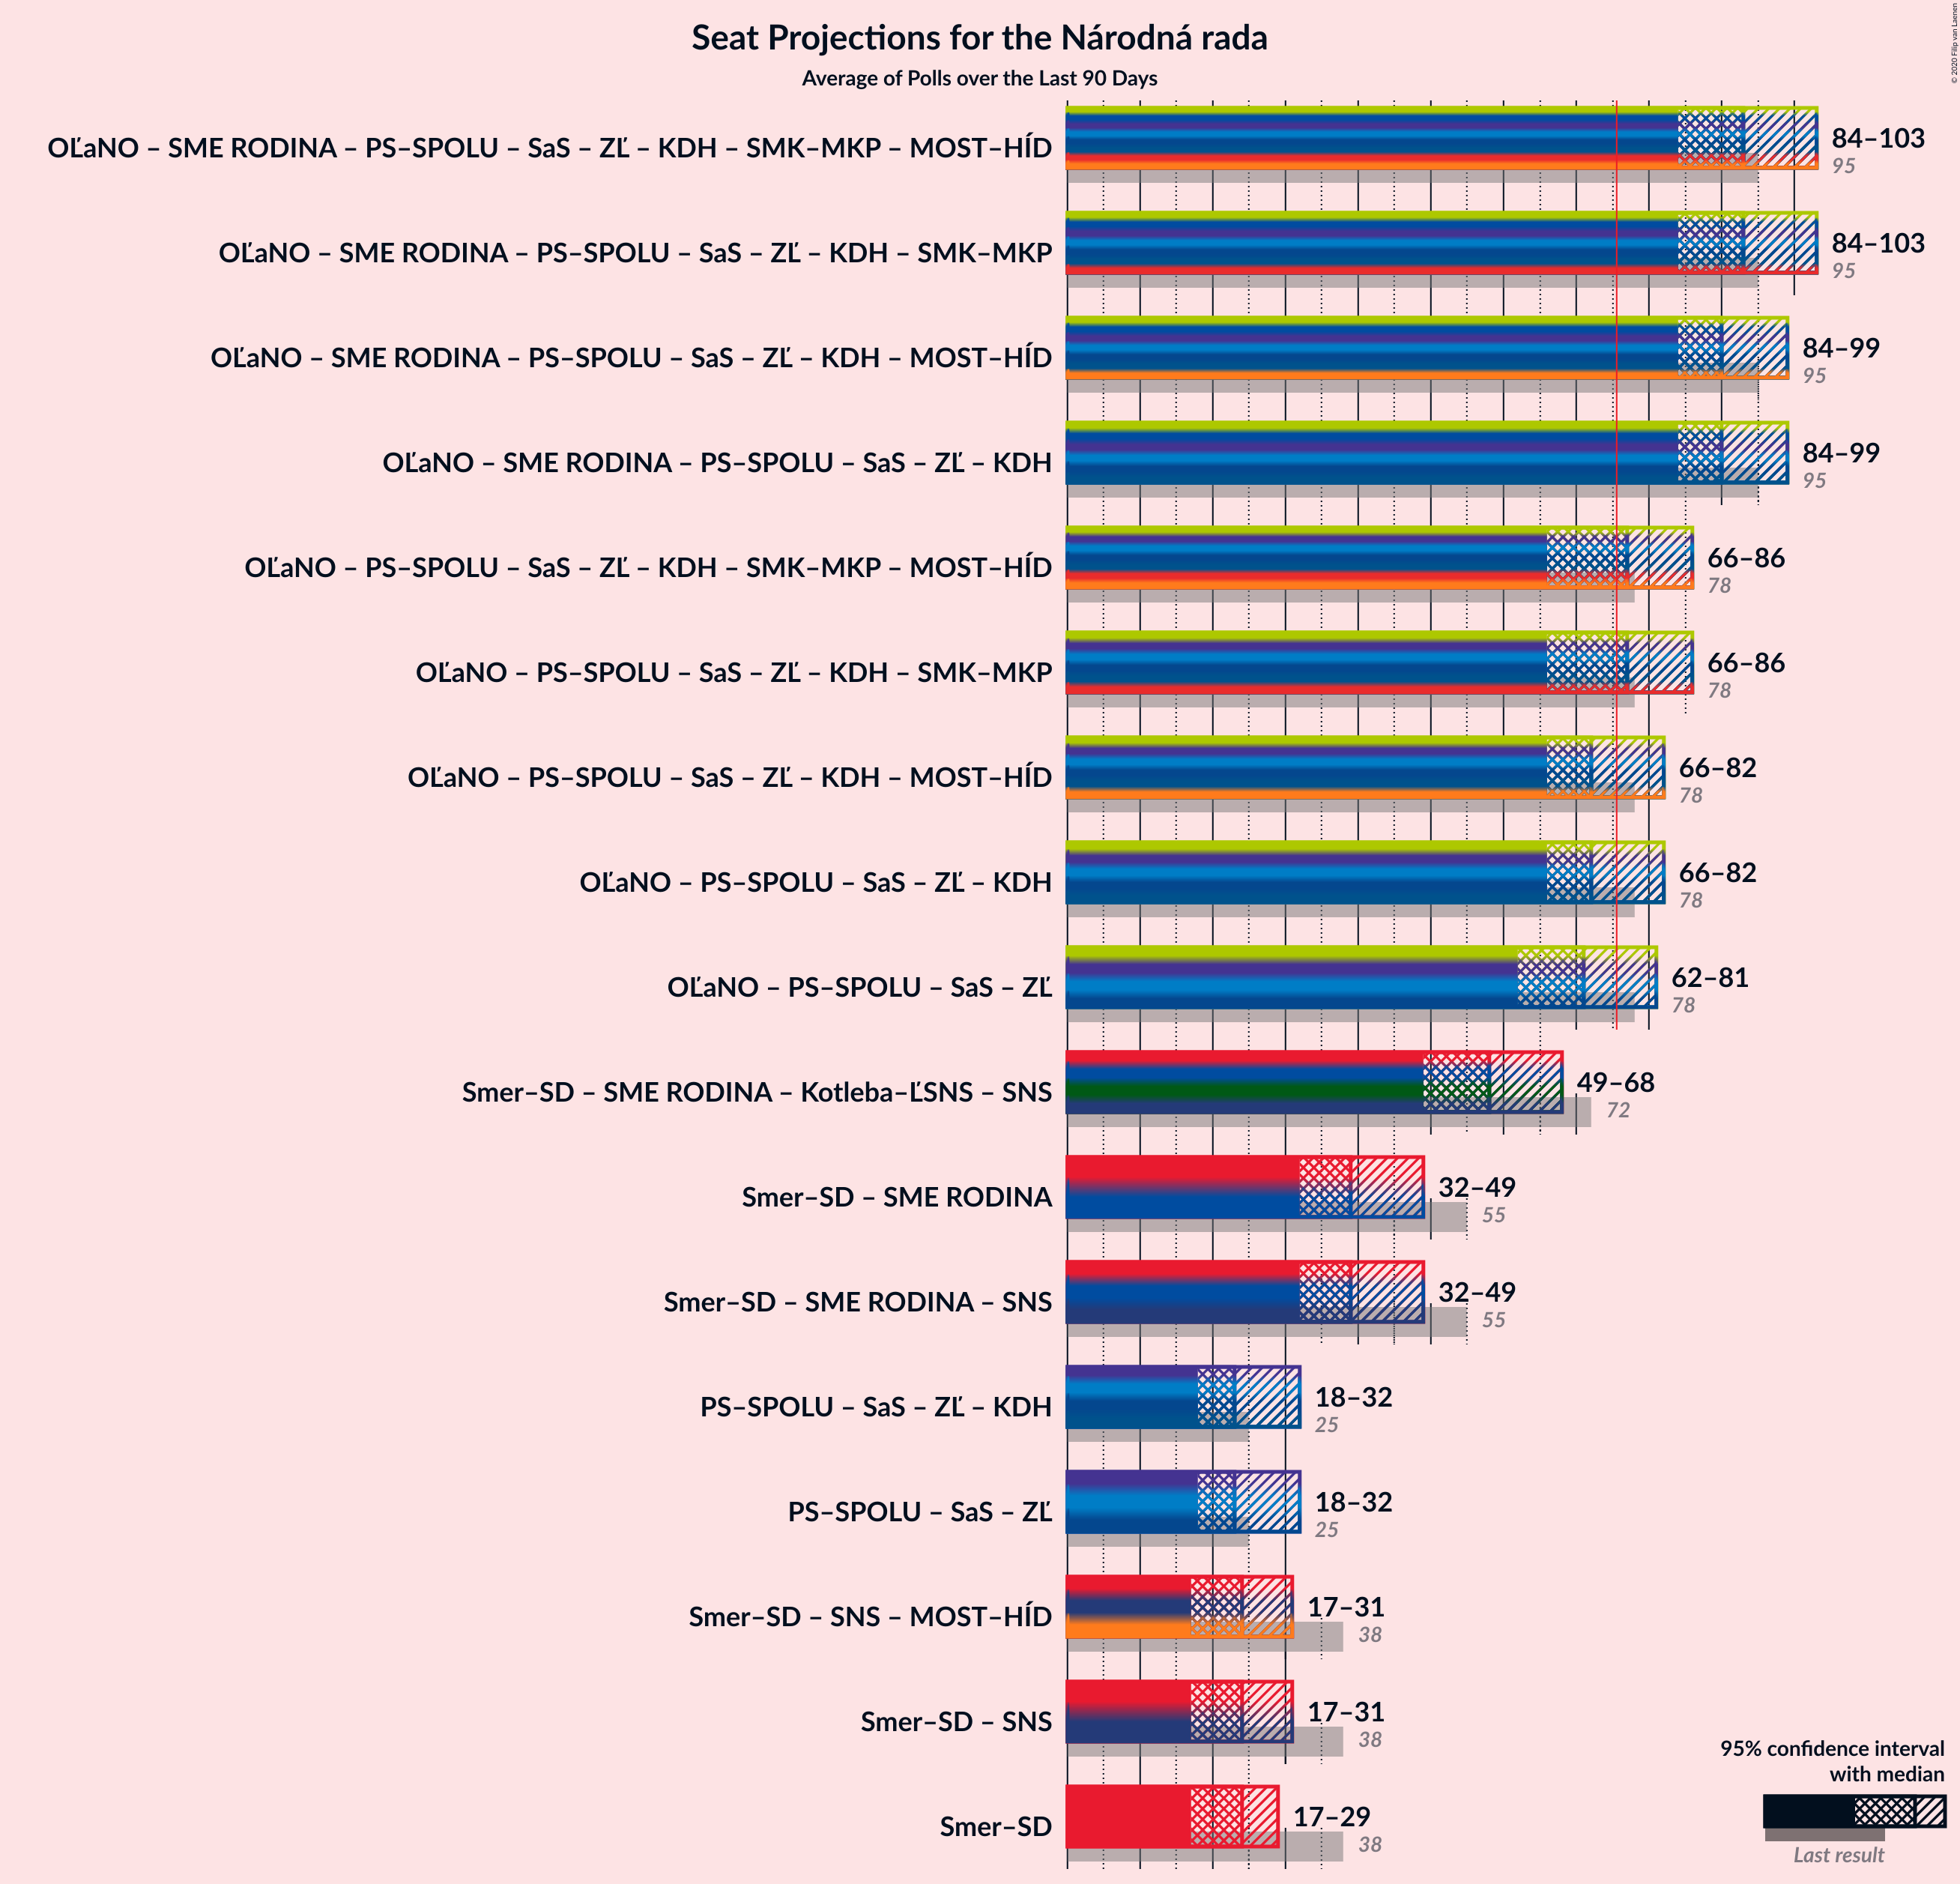 Seat Projections for the Národná rada
Average of Polls over the Last 90 Days
© 2020 Filip van Laenen
OĽaNO – SME RODINA – PS–SPOLU – SaS – ZĽ – KDH – SMK–MKP – MOST–HÍD
84–103
95
OĽaNO – SME RODINA – PS–SPOLU – SaS – ZĽ – KDH – SMK–MKP
84–103
95
OĽaNO – SME RODINA – PS–SPOLU – SaS – ZĽ – KDH – MOST–HÍD
84–99
95
OĽaNO – SME RODINA – PS–SPOLU – SaS – ZĽ – KDH
84–99
95
OĽaNO – PS–SPOLU – SaS – ZĽ – KDH – SMK–MKP – MOST–HÍD
66–86
78
OĽaNO – PS–SPOLU – SaS – ZĽ – KDH – SMK–MKP
66–86
78
OĽaNO – PS–SPOLU – SaS – ZĽ – KDH – MOST–HÍD
66–82
78
OĽaNO – PS–SPOLU – SaS – ZĽ – KDH
66–82
78
OĽaNO – PS–SPOLU – SaS – ZĽ
62–81
78
Smer–SD – SME RODINA – Kotleba–ĽSNS – SNS
49–68
72
Smer–SD – SME RODINA
32–49
55
Smer–SD – SME RODINA – SNS
32–49
55
PS–SPOLU – SaS – ZĽ – KDH
18–32
25
PS–SPOLU – SaS – ZĽ
18–32
25
Smer–SD – SNS – MOST–HÍD
17–31
38
Smer–SD – SNS
17–31
38
Smer–SD
17–29
38
95% confidence interval
with median
Last result